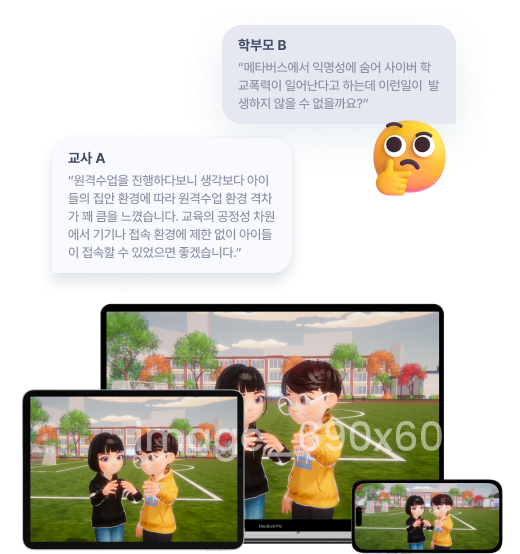 학부모 B
“메타버스에서 익명성에 숨어 사이버 학
교폭력이 일어난다고 하는데 이런일이 발
생하지 않을 수 없을까요?”
교사 A
“원격수업을 진행하다보니 생각보다 아이
들의 집안 환경에 따라 원격수업 환경 격차
가 꽤 큼을 느꼈습니다. 교육의 공정성 차원
에서 기기나 접속 환경에 제한 없이 아이들
이 접속할 수 있었으면 좋겠습니다.”
image_890x60
MacBook Pro